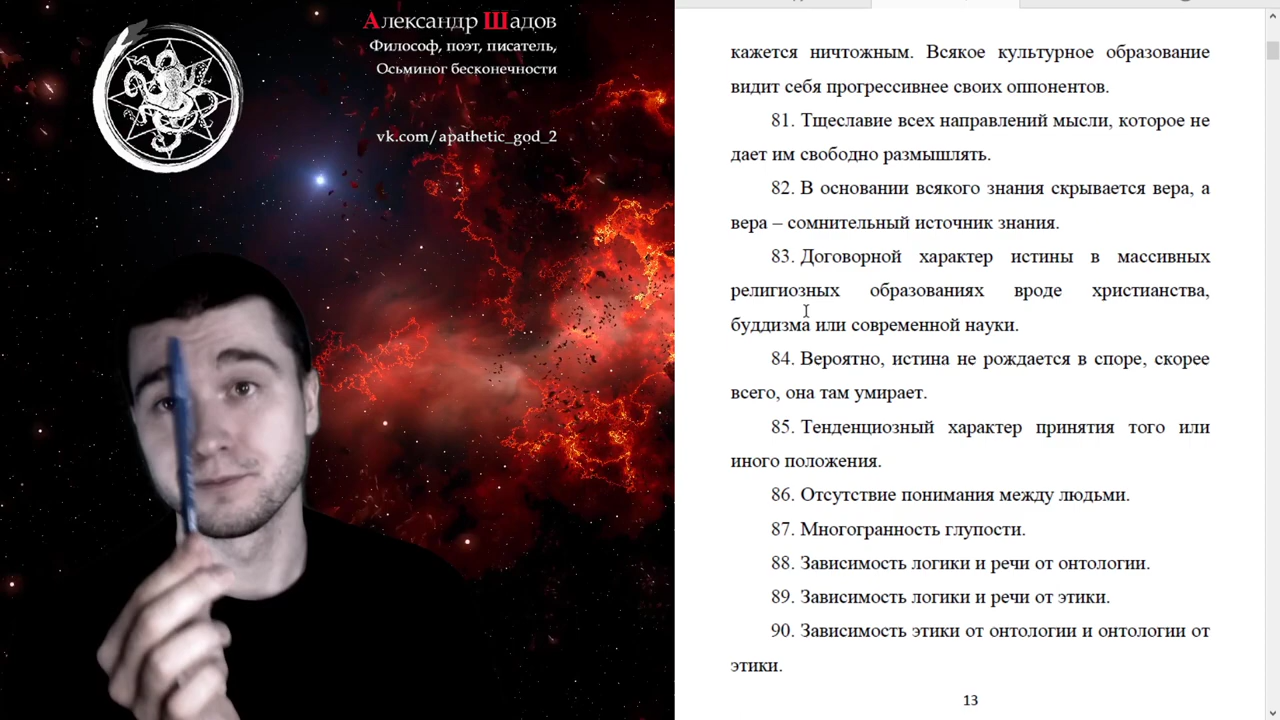 Александр Шадов
Философ, поэт, писатель,
Осьминог бесконечности
vk.com/apathetic_god_2
кажется ничтожным. Всякое культурное образование
видит себя прогрессивнее своих оппонентов.
81. Тщеславие всех направлений мысли, которое не
дает им свободно размышлять.
82. В основании всякого знания скрывается вера, а
вера – сомнительный источник знания.
83. Договорной характер истины в массивных
религиозных образованиях вроде христианства,
буддизма или современной науки.
84. Вероятно, истина не рождается в споре, скорее
всего, она там умирает.
85. Тенденциозный характер принятия того или
иного положения.
86. Отсутствие понимания между людьми.
87. Многогранность глупости.
88. Зависимость логики и речи от онтологии.
89. Зависимость логики и речи от этики.
90. Зависимость этики от онтологии и онтологии от
этики.
13